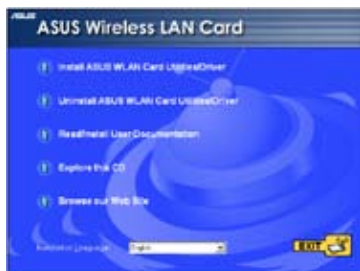 ASUS
ASUS Wireless LAN Card
Install ASUS WLAN Card Utilities/Driver
Uninstall ASUS WLAN Card Utilities/Driver
Read/Install User Documentation
Explore this CD
Browse our Web Site
Language:
English
EXIT